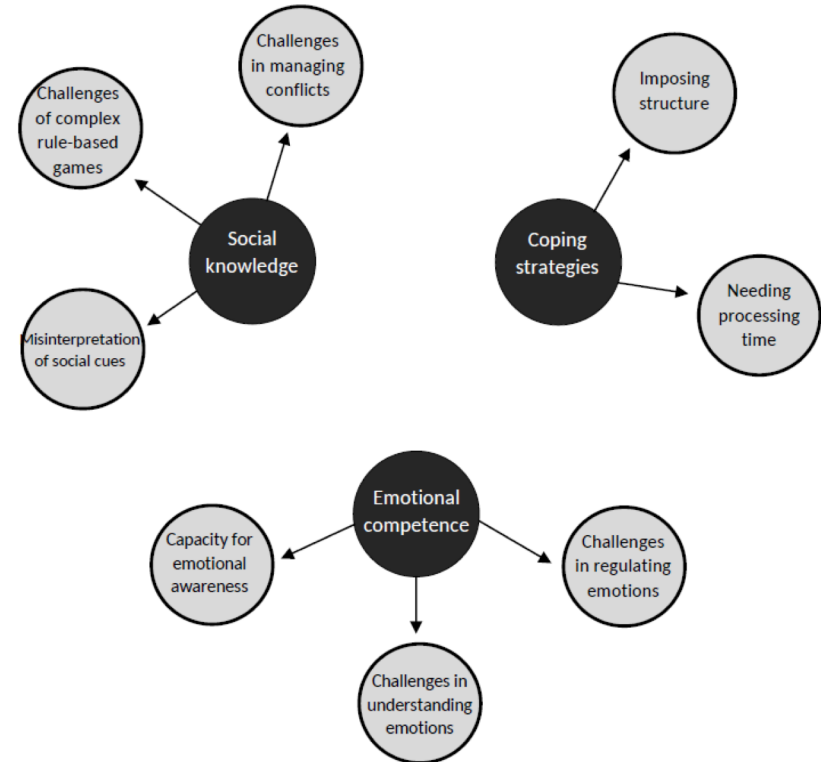 Challenges
in managing
conflicts
Challenges
of complex
rule-based
games
Social
knowledge
Misinterpretation
of social cues
Imposing
structure
Coping
strategies
Needing
processing
time
Emotional
competence
Capacity for
emotional
awareness
Challenges in
understanding
emotions
Challenges
in regulating
emotions